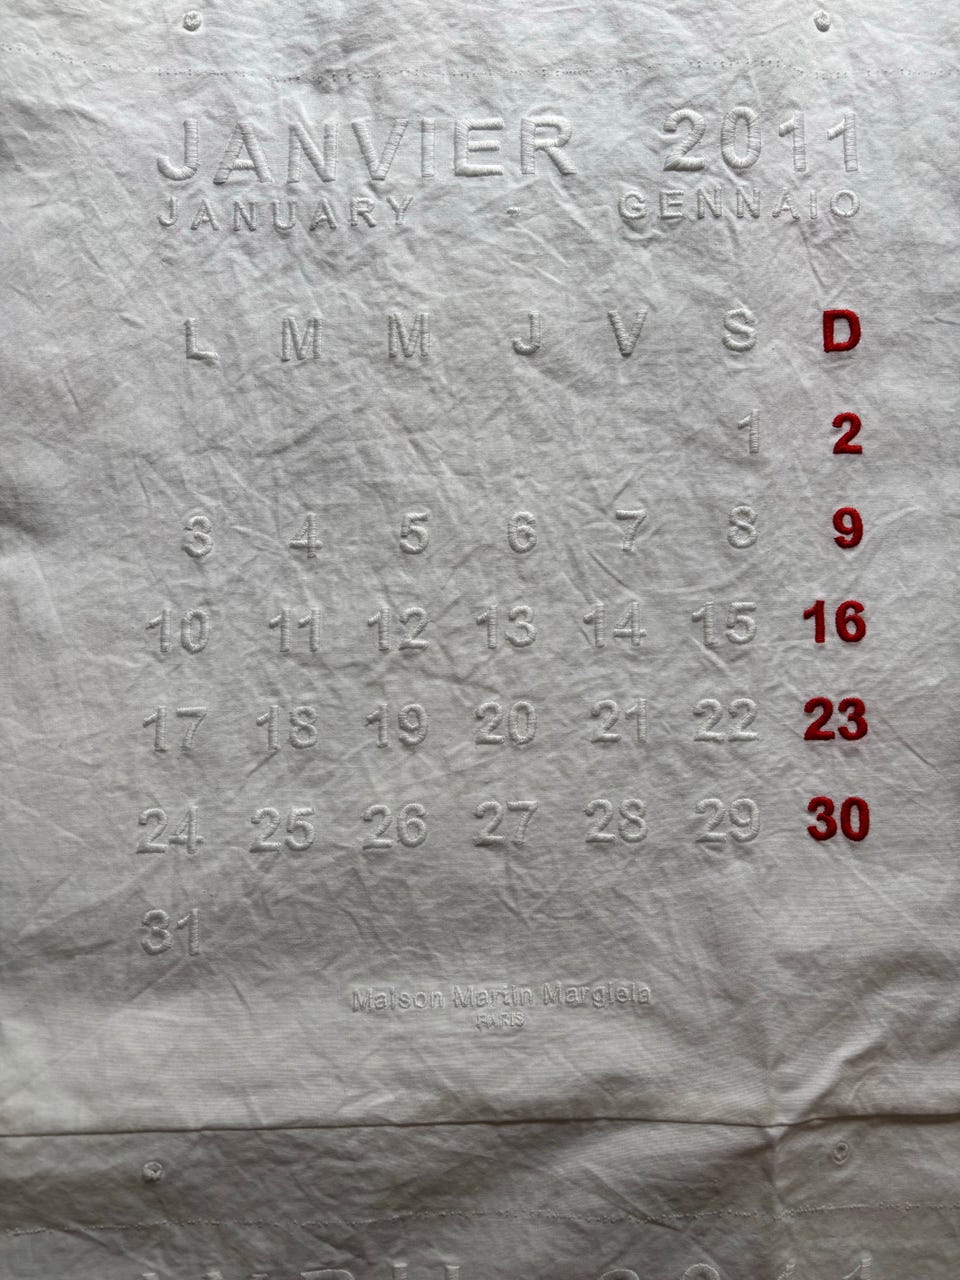 JANVIER 2011
JANUARY - GENNAIO
L M M J V S D
1 2
3 4 5 6 7 8 9
10 11 12 13 14 15 16
17 18 19 20 21 22 23
24 25 26 27 28 29 30
31
Maison Martin Margiela
PARIS